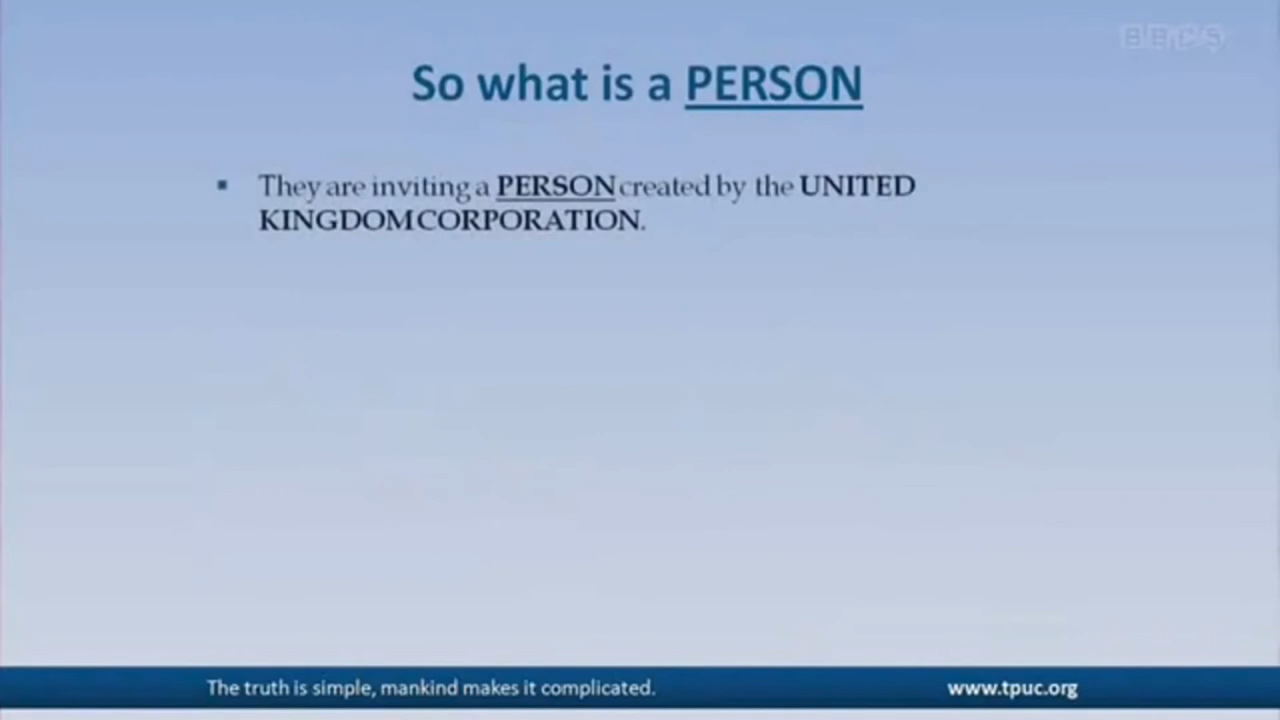 So what is a PERSON
They are inviting a PERSON created by the UNITED
KINGDOM CORPORATION.
The truth is simple, mankind makes it complicated.
www.tpuc.org